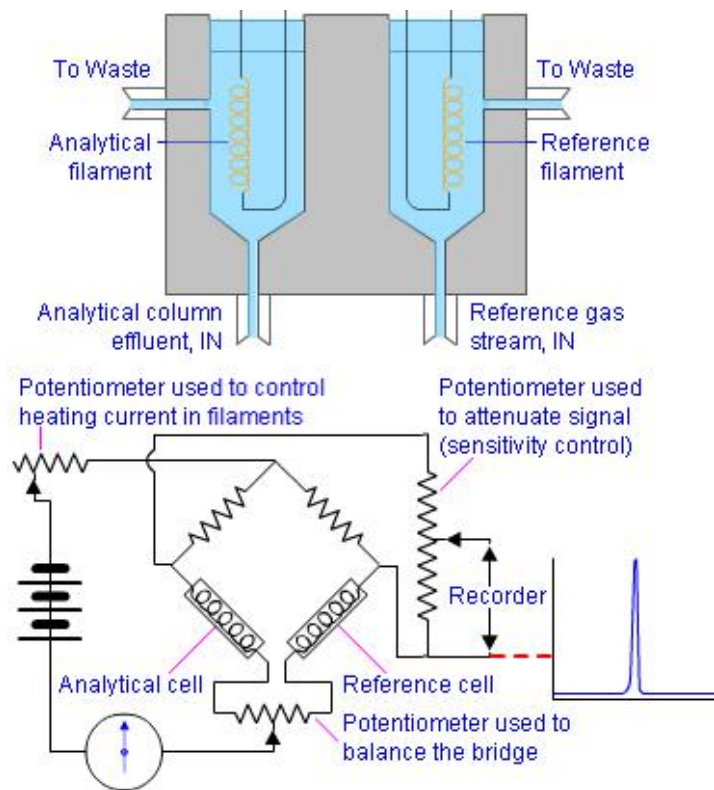 To Waste
To Waste
Analytical
filament
Reference
filament
Analytical column
effluent, IN
Reference gas
stream, IN
Potentiometer used to control
heating current in filaments
Potentiometer used
to attenuate signal
(sensitivity control)
Recorder
Analytical cell
Reference cell
Potentiometer used to
balance the bridge